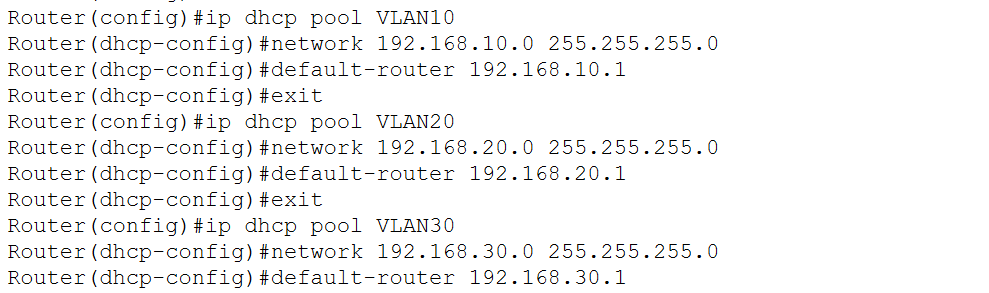 Router(config)#ip dhcp pool VLAN10
Router(dhcp-config)#network 192.168.10.0 255.255.255.0
Router(dhcp-config)#default-router 192.168.10.1
Router(dhcp-config)#exit
Router(config)#ip dhcp pool VLAN20
Router(dhcp-config)#network 192.168.20.0 255.255.255.0
Router(dhcp-config)#default-router 192.168.20.1
Router(dhcp-config)#exit
Router(config)#ip dhcp pool VLAN30
Router(dhcp-config)#network 192.168.30.0 255.255.255.0
Router(dhcp-config)#default-router 192.168.30.1